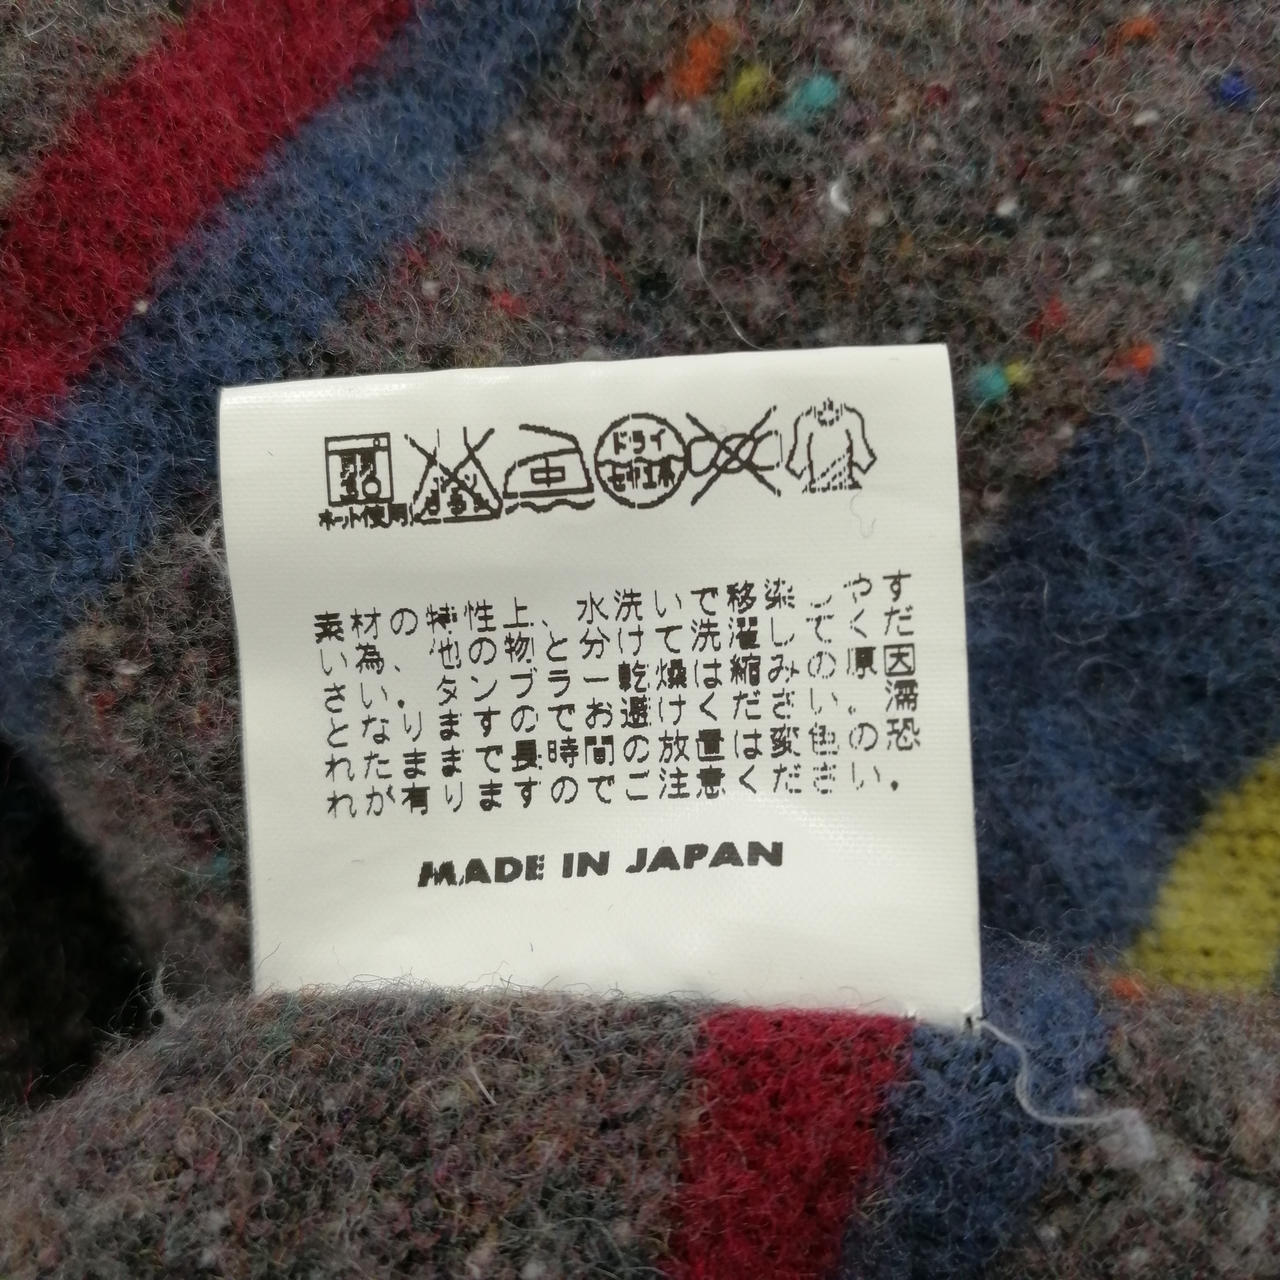 ドライ
セキユ系
ネット使用
素材の特性上、水洗いで移染しやす
い為、他の物と分けて洗濯してくだ
さい。タンブラー乾燥は縮みの原因
となりますのでお避けください。濡
れたままで長時間の放置は変色の恐
れが有りますのでご注意ください。
MADE IN JAPAN